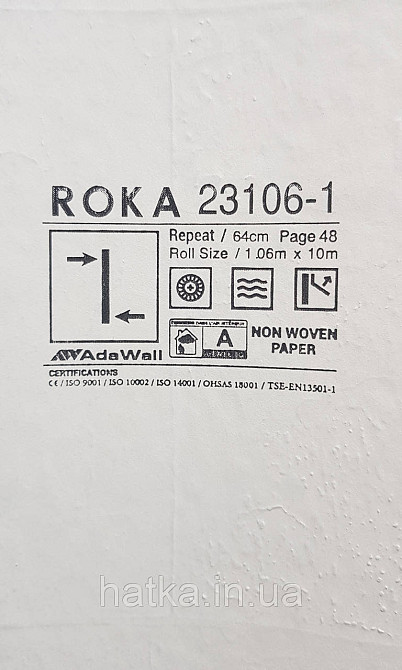 ROKA 23106-1
Repeat / 64cm Page 48
Roll Size / 1.06m x 10m
A
NON WOVEN
PAPER
AdaWall
CERTIFICATIONS
CE / ISO 9001 / ISO 10002 / ISO 14001 / OHSAS 18001 / TSE-EN13501-1
hatka.in.ua